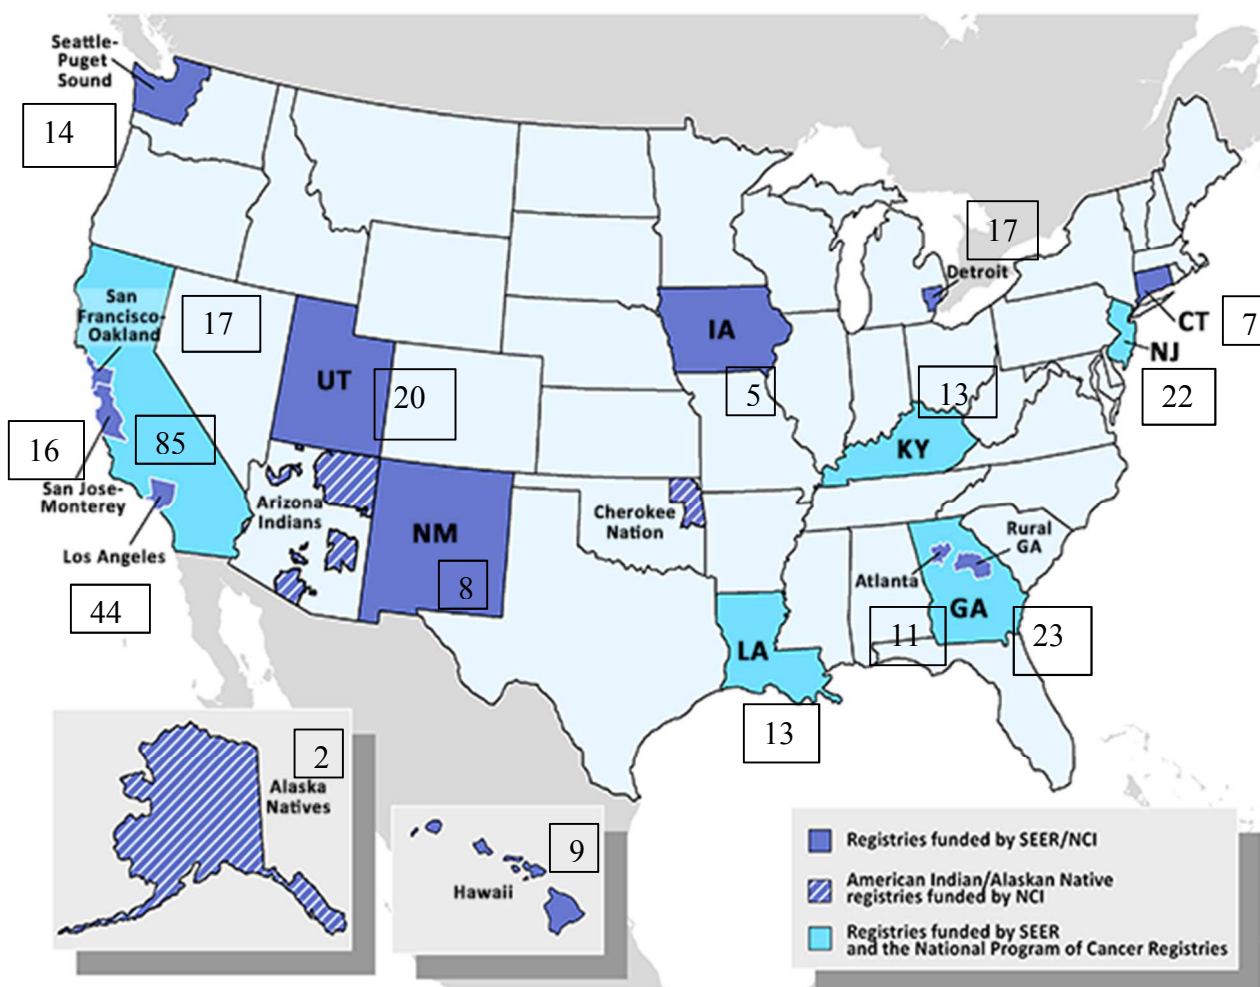 Seattle-
Puget
Sound
14
17
Detroit
San
Francisco-
Oakland
17
IA
CT
7
NJ
UT
20
5
13
22
16
85
KY
San Jose-
Monterey
Arizona
Indians
Cherokee
Nation
NM
Rural
GA
Los Angeles
Atlanta
8
GA
44
11
23
LA
13
2
Alaska
Natives
9
Hawaii
Registries funded by SEER/NCI
American Indian/Alaskan Native
registries funded by NCI
Registries funded by SEER
and the National Program of Cancer Registries